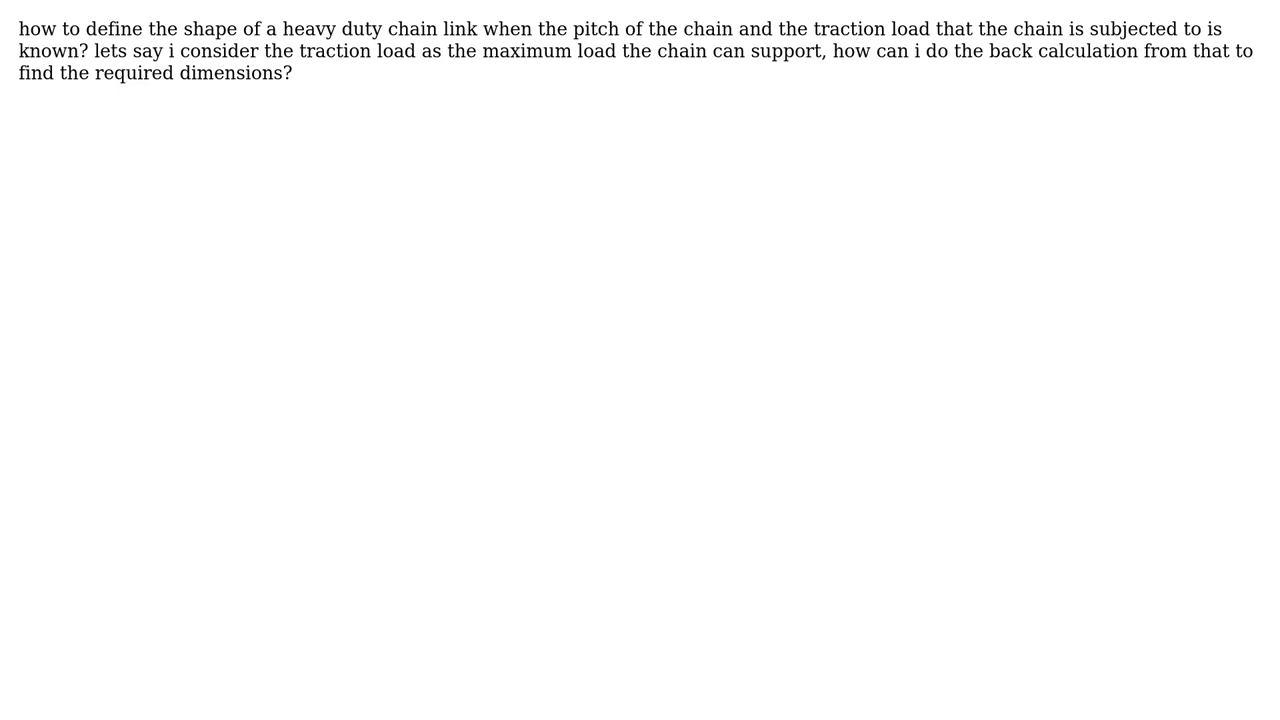 how to define the shape of a heavy duty chain link when the pitch of the chain and the traction load that the chain is subjected to is
known? lets say i consider the traction load as the maximum load the chain can support, how can i do the back calculation from that to
find the required dimensions?